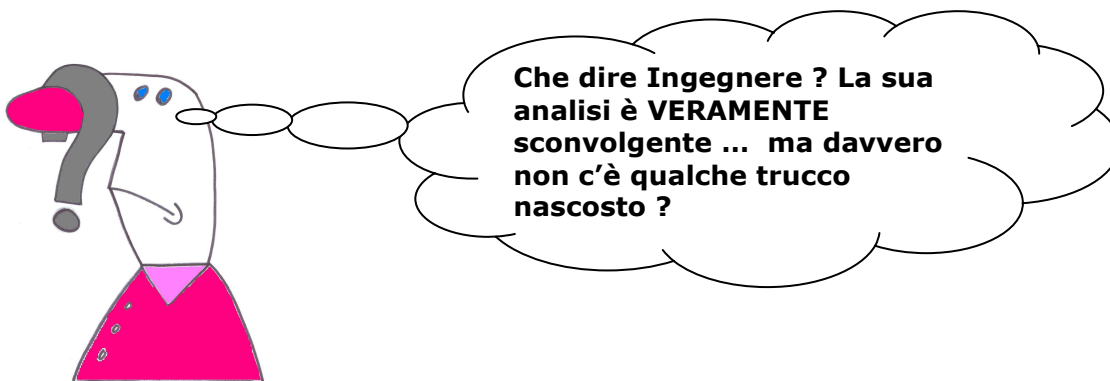 Che dire Ingegnere ? La sua
analisi è VERAMENTE
sconvolgente ... ma davvero
non c'è qualche trucco
nascosto ?